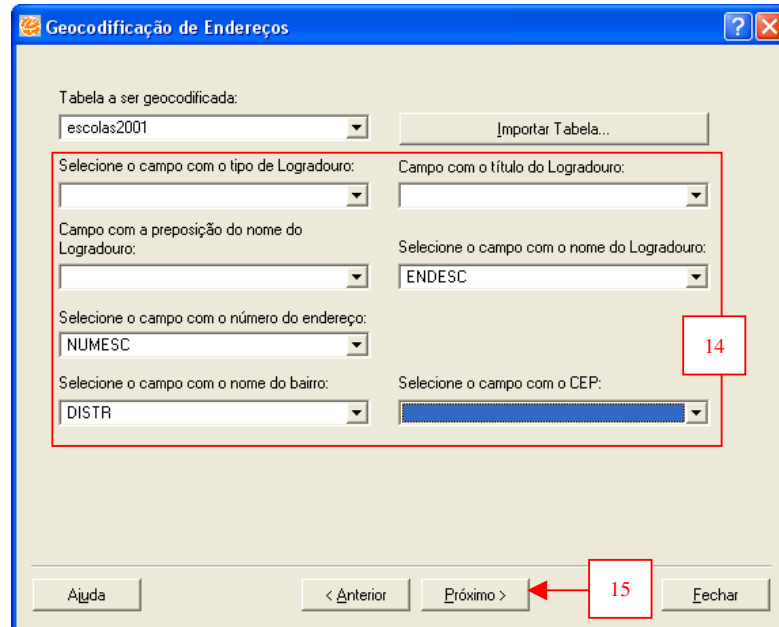 Geocodificação de Endereços
Tabela a ser geocodificada:
escolas2001
Importar Tabela...
Selecione o campo com o tipo de Logradouro:
Campo com o título do Logradouro:
Campo com a preposição do nome do
Logradouro:
Selecione o campo com o nome do Logradouro:
ENDESC
Selecione o campo com o número do endereço:
NUMESC
14
Selecione o campo com o nome do bairro:
Selecione o campo com o CEP:
DISTR
Ajuda
< Anterior
Próximo >
15
Fechar